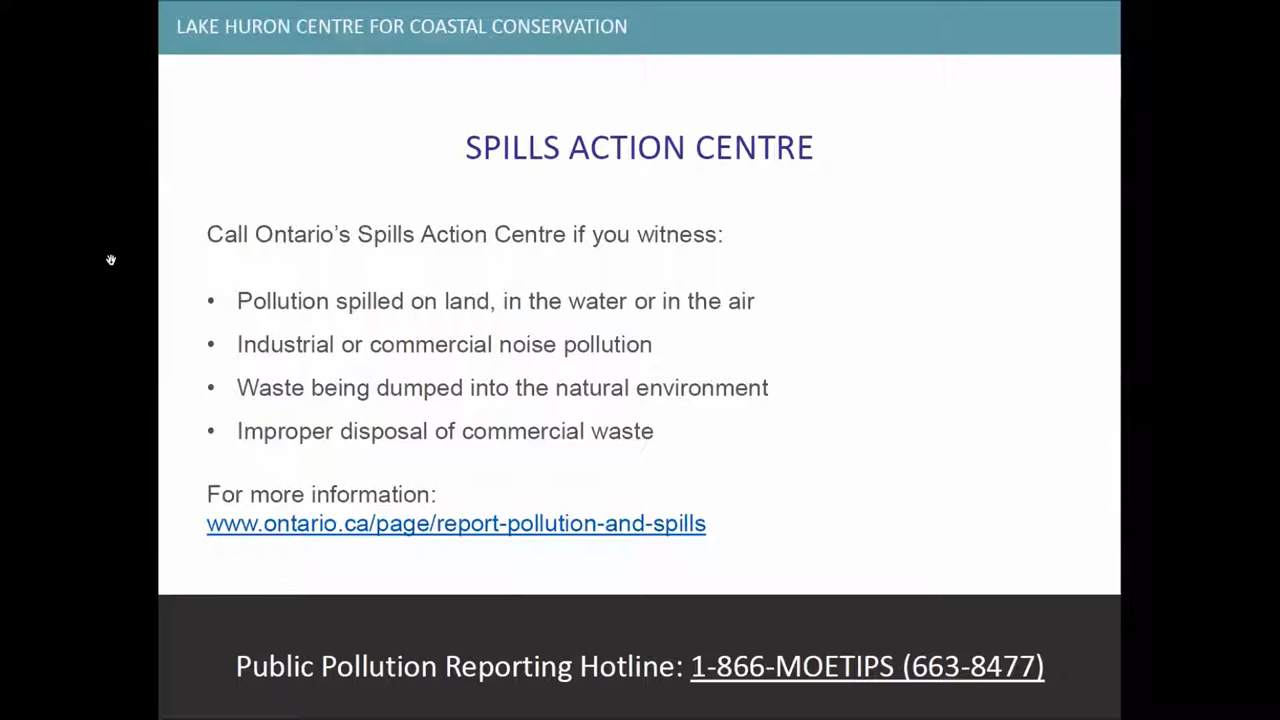 LAKE HURON CENTRE FOR COASTAL CONSERVATION
SPILLS ACTION CENTRE
Call Ontario's Spills Action Centre if you witness:
• Pollution spilled on land, in the water or in the air
• Industrial or commercial noise pollution
• Waste being dumped into the natural environment
• Improper disposal of commercial waste
For more information:
www.ontario.ca/page/report-pollution-and-spills
Public Pollution Reporting Hotline: 1-866-MOETIPS (663-8477)